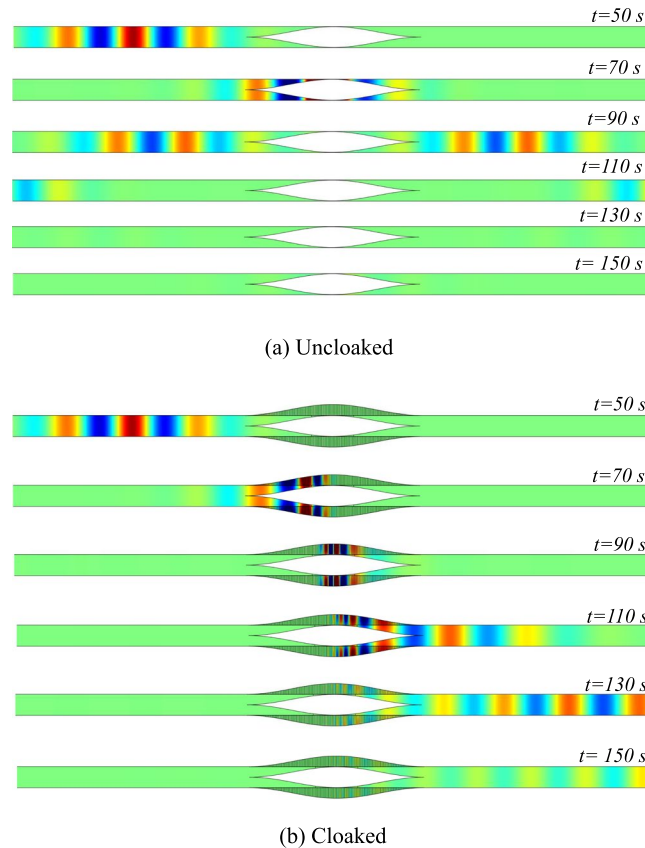 t=50 s
t=70 s
t=90 s
t=110 s
t=130 s
t= 150 s
(a) Uncloaked
t=50 s
t=70 s
t=90 s
t=110 s
t=130 s
t= 150 s
(b) Cloaked